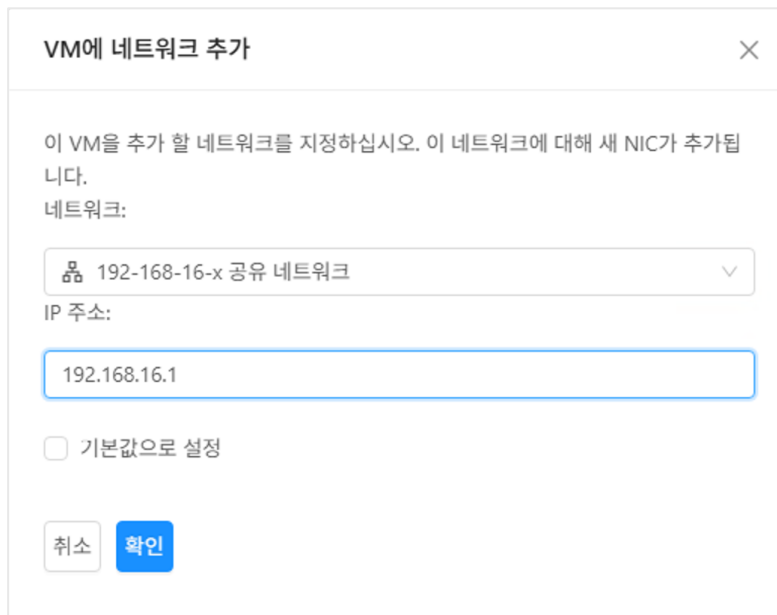 VM에 네트워크 추가
이 VM을 추가 할 네트워크를 지정하십시오. 이 네트워크에 대해 새 NIC가 추가됩
니다.
네트워크:
192-168-16-x 공유 네트워크
IP 주소:
192.168.16.1
기본값으로 설정
취소 확인